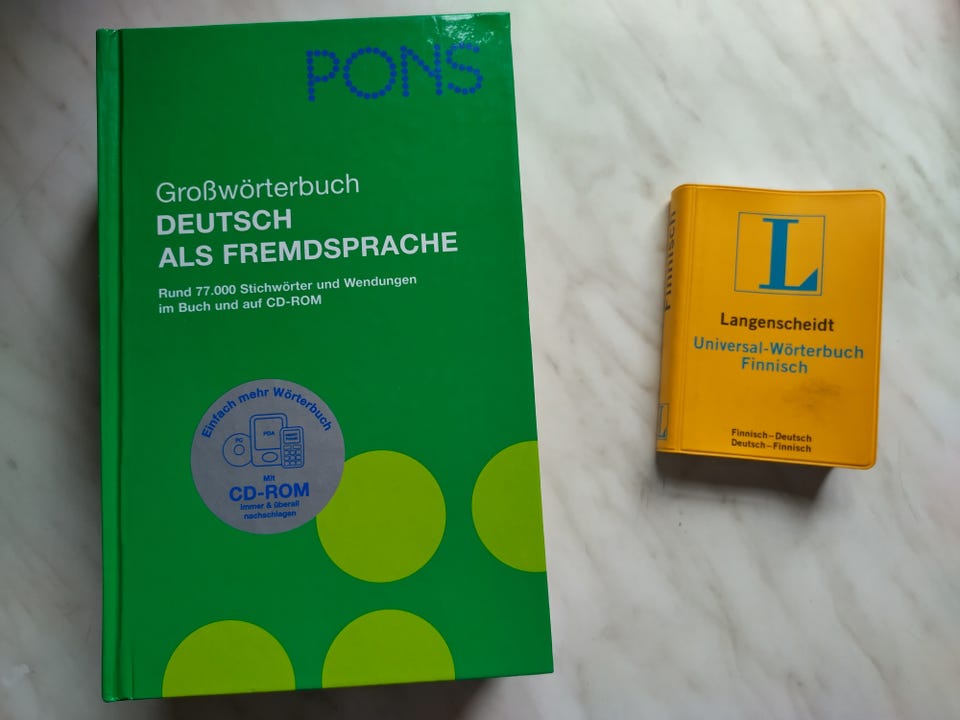 PONS
Großwörterbuch
DEUTSCH
ALS FREMDSPRACHE
Rund 77.000 Stichwörter und Wendungen
im Buch und auf CD-ROM
Einfach mehr Wörterbuch
PC
PDA
Mit
CD-ROM
immer & überall
nachschlagen
Finnisch
L
L
Langenscheidt
Universal-Wörterbuch
Finnisch
Finnisch–Deutsch
Deutsch–Finnisch